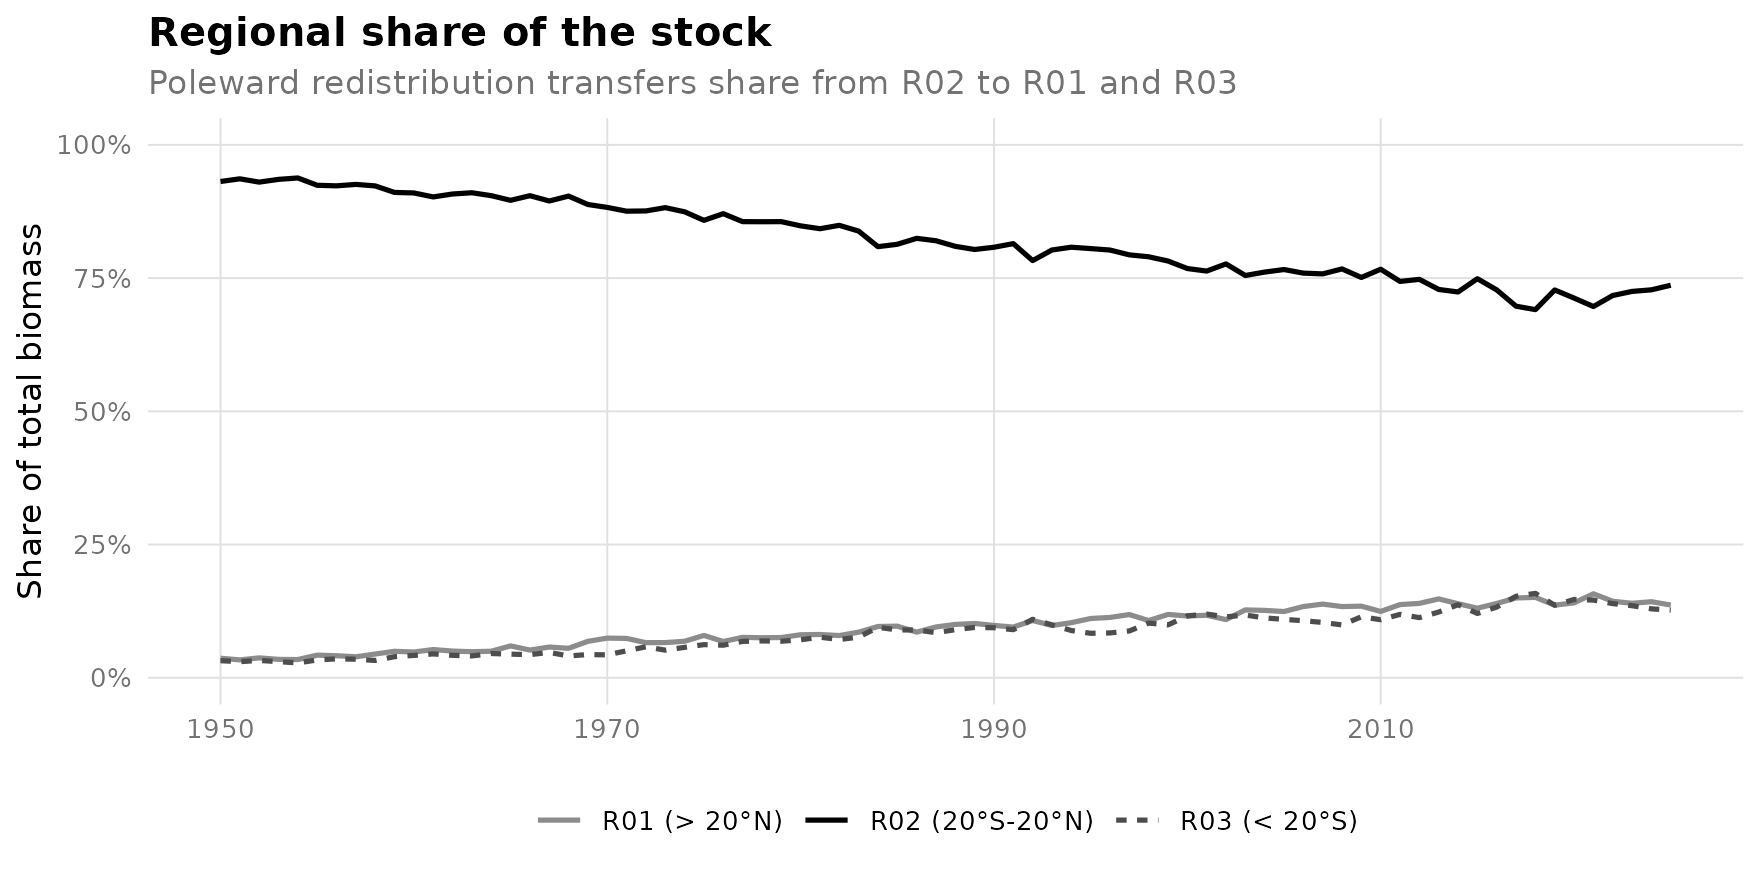 Regional share of the stock
Poleward redistribution transfers share from R02 to R01 and R03
Share of total biomass
100%
75%
50%
25%
0%
1950 1970 1990 2010
R01 (> 20°N) R02 (20°S-20°N) R03 (< 20°S)